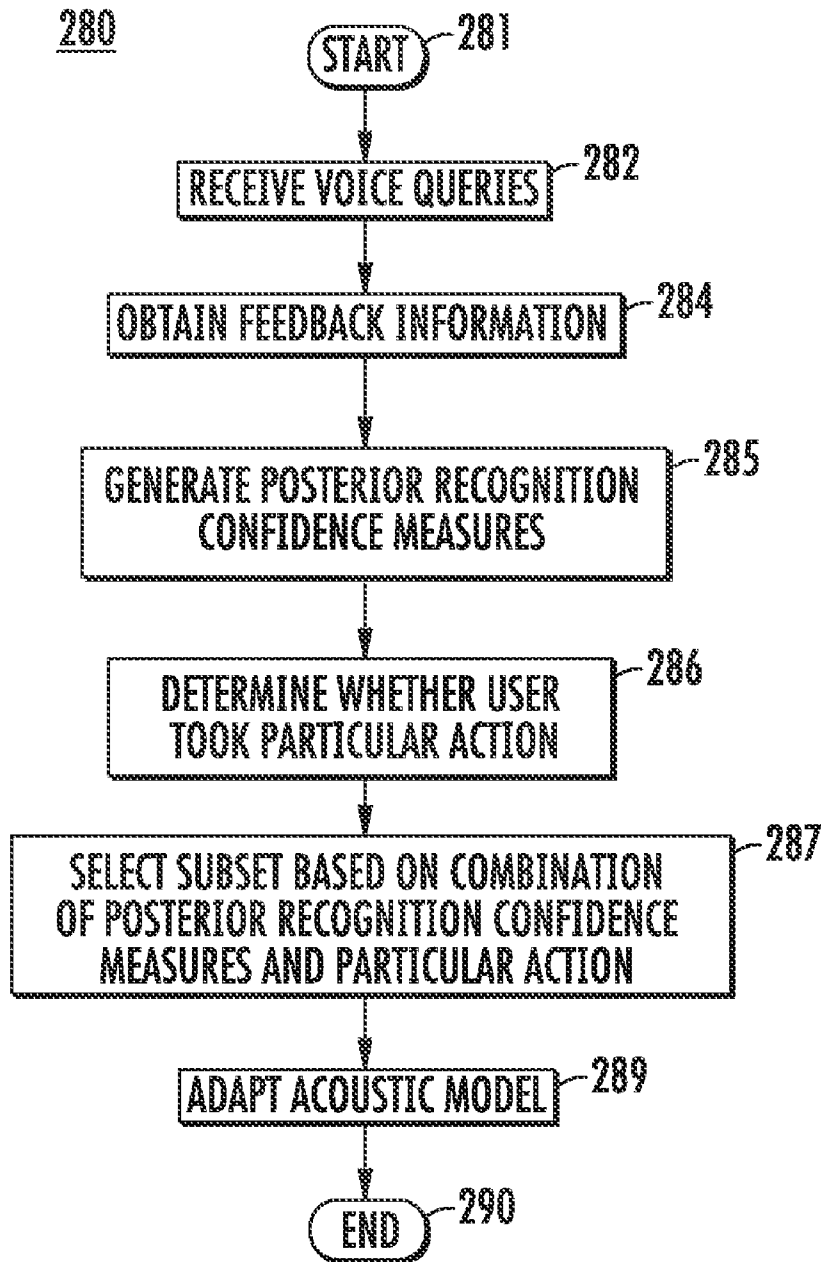 280
START
281
RECEIVE VOICE QUERIES
282
OBTAIN FEEDBACK INFORMATION
284
GENERATE POSTERIOR RECOGNITION
CONFIDENCE MEASURES
285
DETERMINE WHETHER USER
TOOK PARTICULAR ACTION
286
SELECT SUBSET BASED ON COMBINATION
OF POSTERIOR RECOGNITION CONFIDENCE
MEASURES AND PARTICULAR ACTION
287
ADAPT ACOUSTIC MODEL
289
END
290